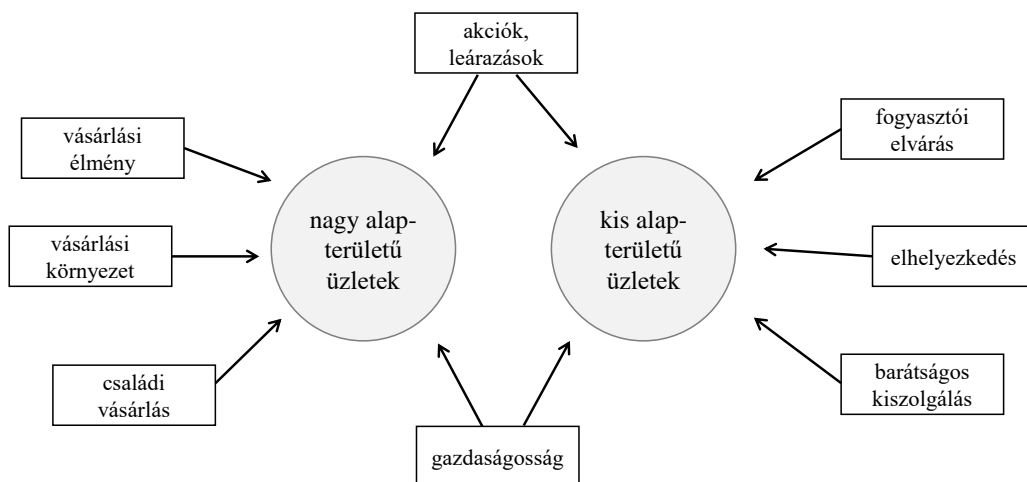 akciók,
leárazások
vásárlási
élmény
fogyasztói
elvárás
nagy alap-
területű
üzletek
kis alap-
területű
üzletek
vásárlási
környezet
elhelyezkedés
családi
vásárlás
barátságos
kiszolgálás
gazdaságosság